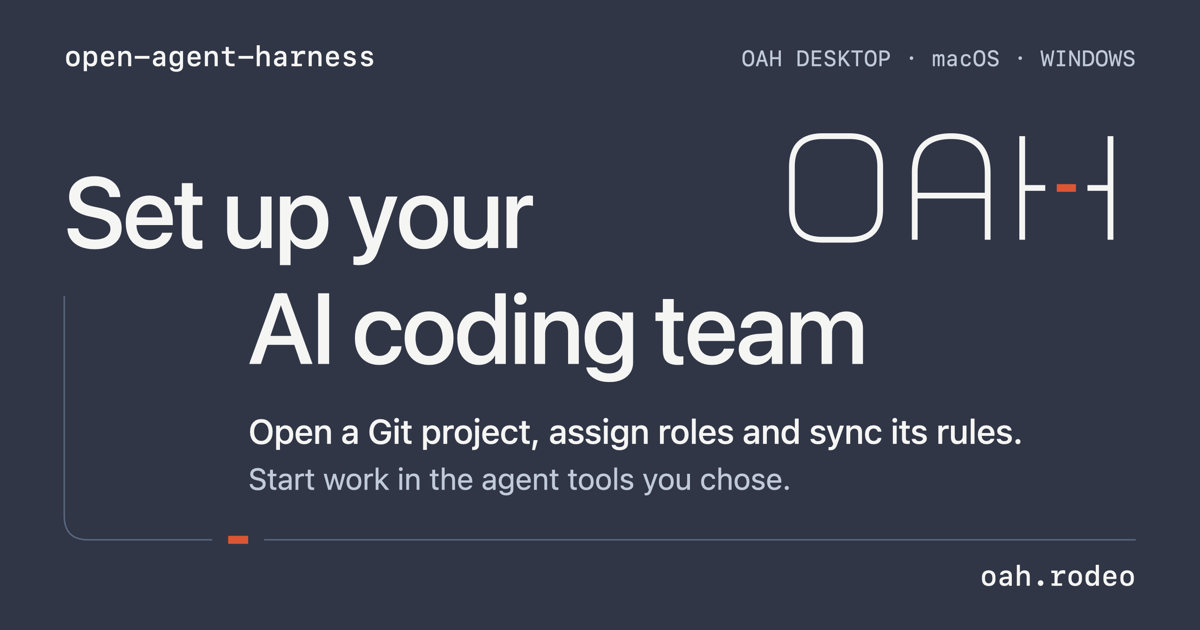 open-agent-harness
OAH DESKTOP · macOS · WINDOWS
OAH
Set up your
AI coding team
Open a Git project, assign roles and sync its rules.
Start work in the agent tools you chose.
oah.rodeo